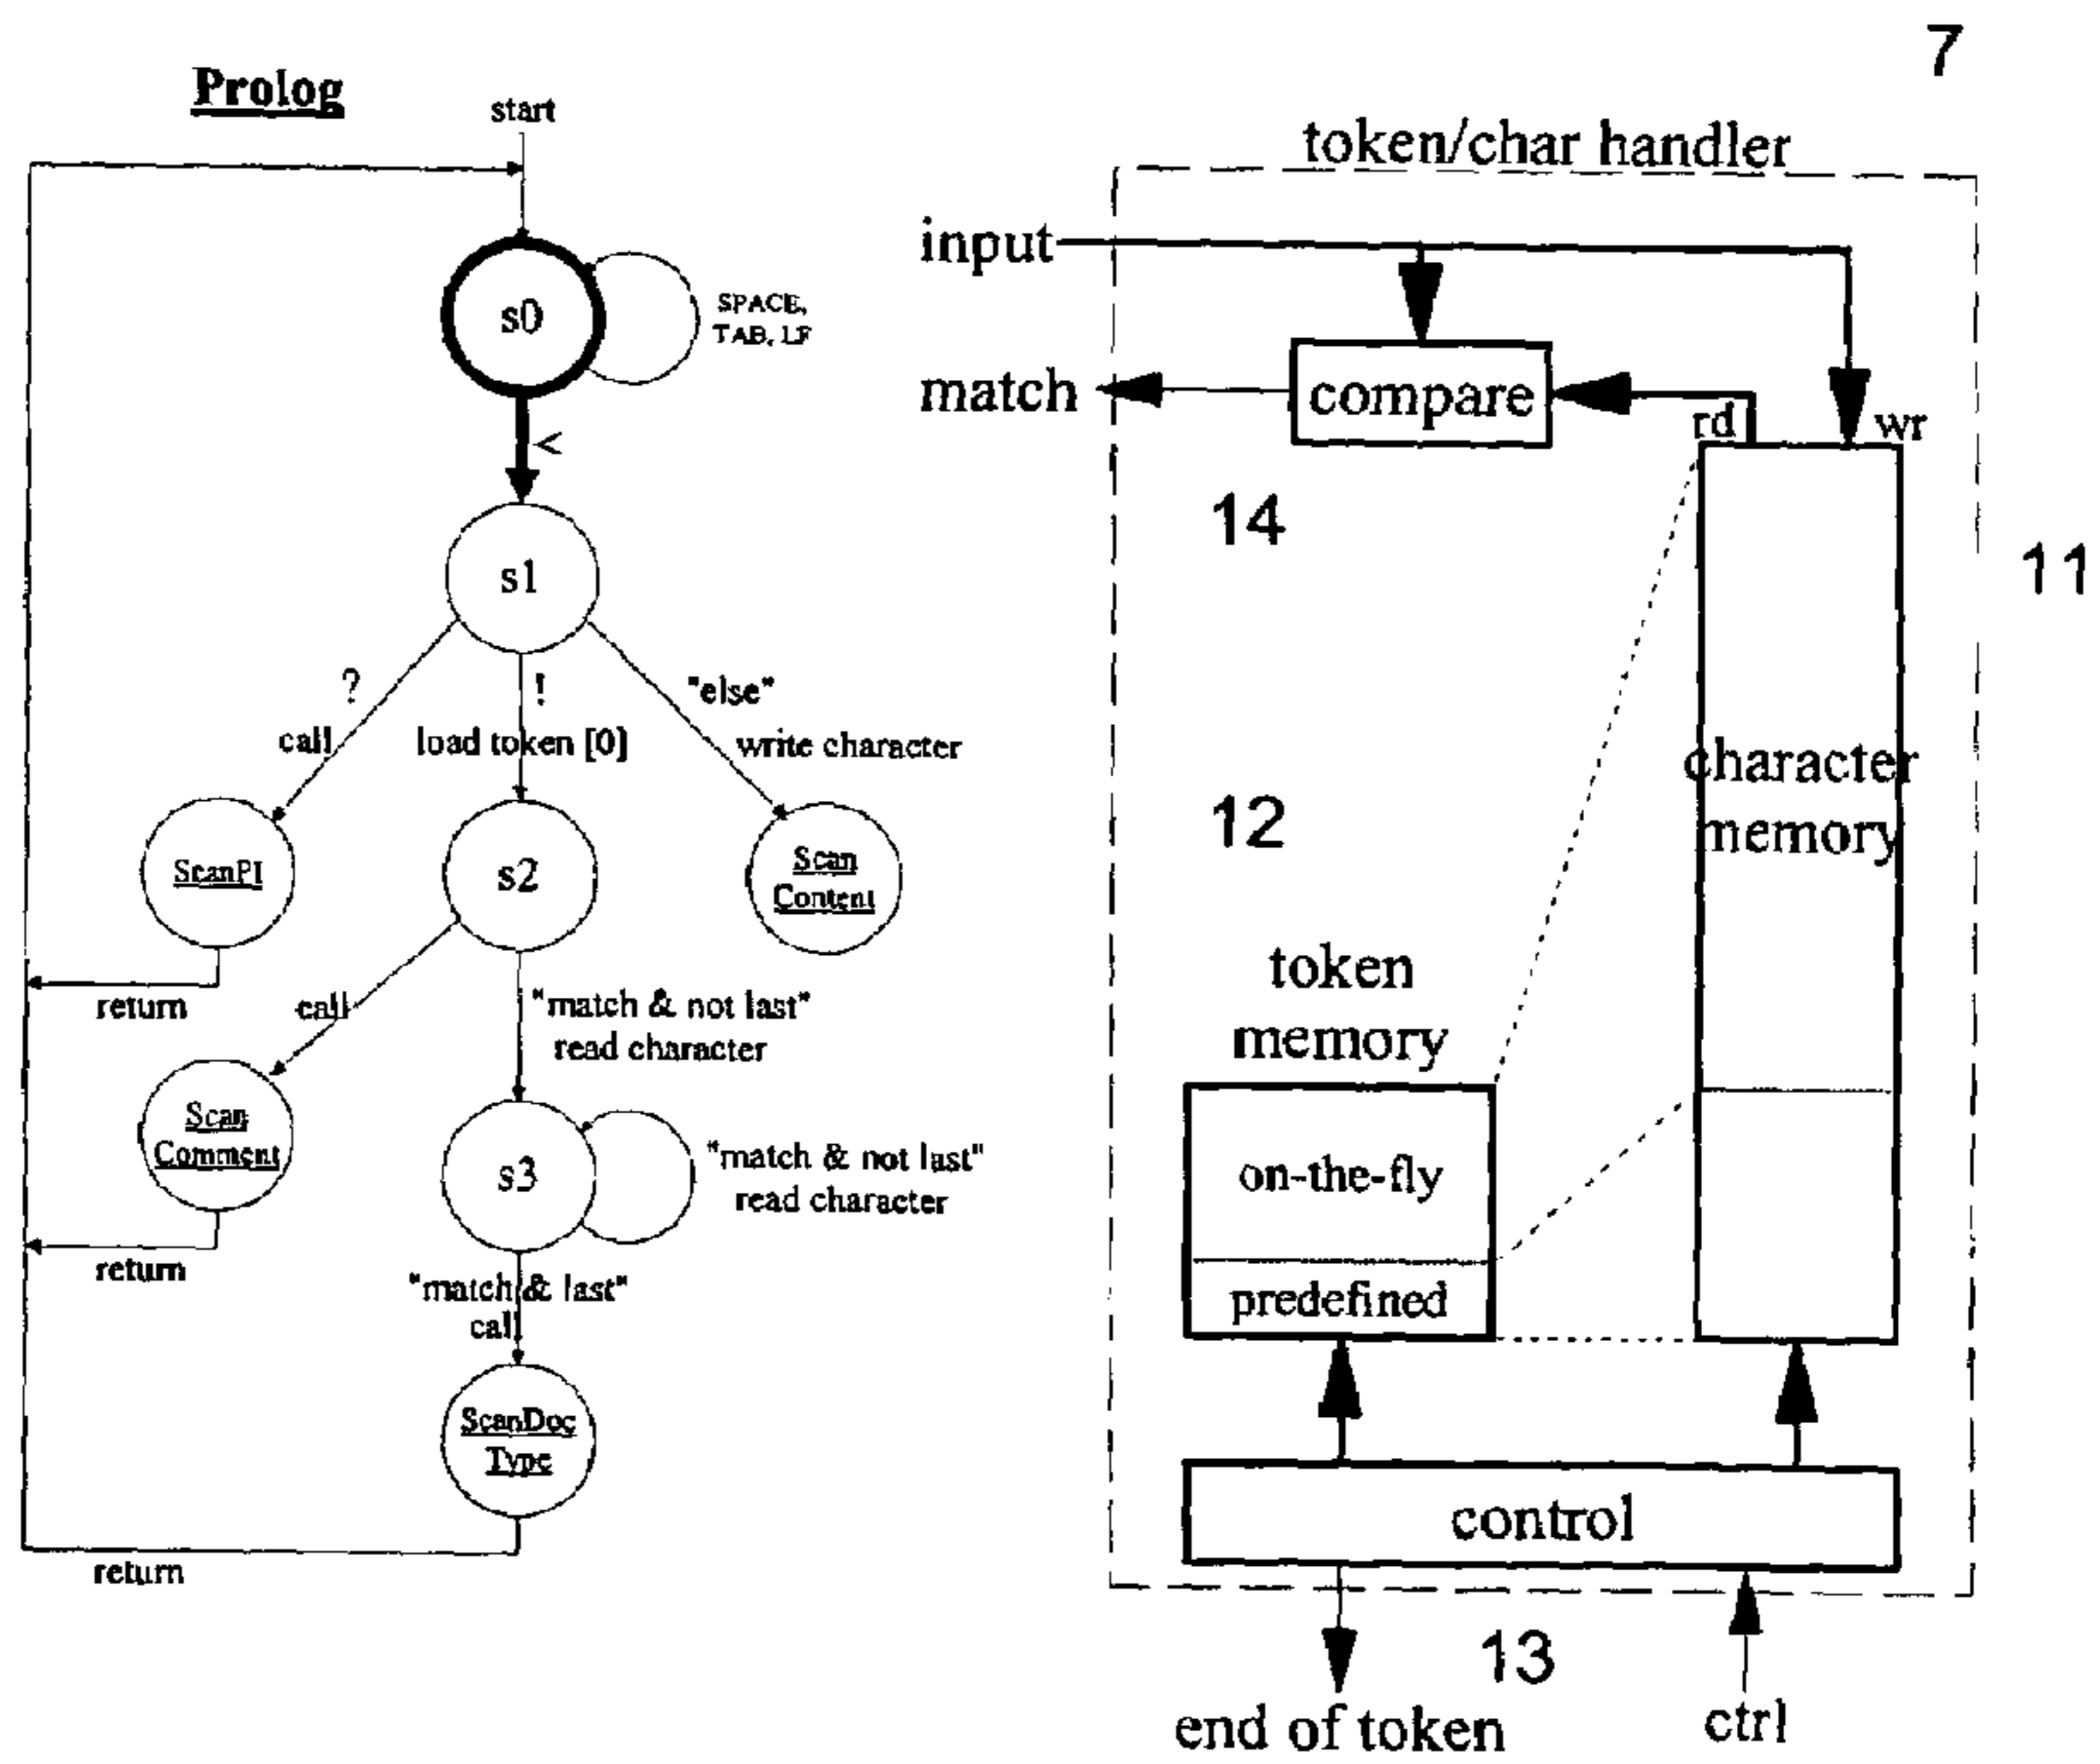 Prolog
start
s0
SPACE,
TAB, LF
<
s1
?
call
!
load token [0]
"else"
write character
ScanPI
s2
Scan
Content
return
call
"match & not last"
read character
Scan
Comment
s3
"match & not last"
read character
return
"match & last"
call
ScanDoc
Type
return
7
token/char handler
input
match
compare
rd
wr
14
11
character
memory
12
token
memory
on-the-fly
predefined
control
13
end of token
ctrl